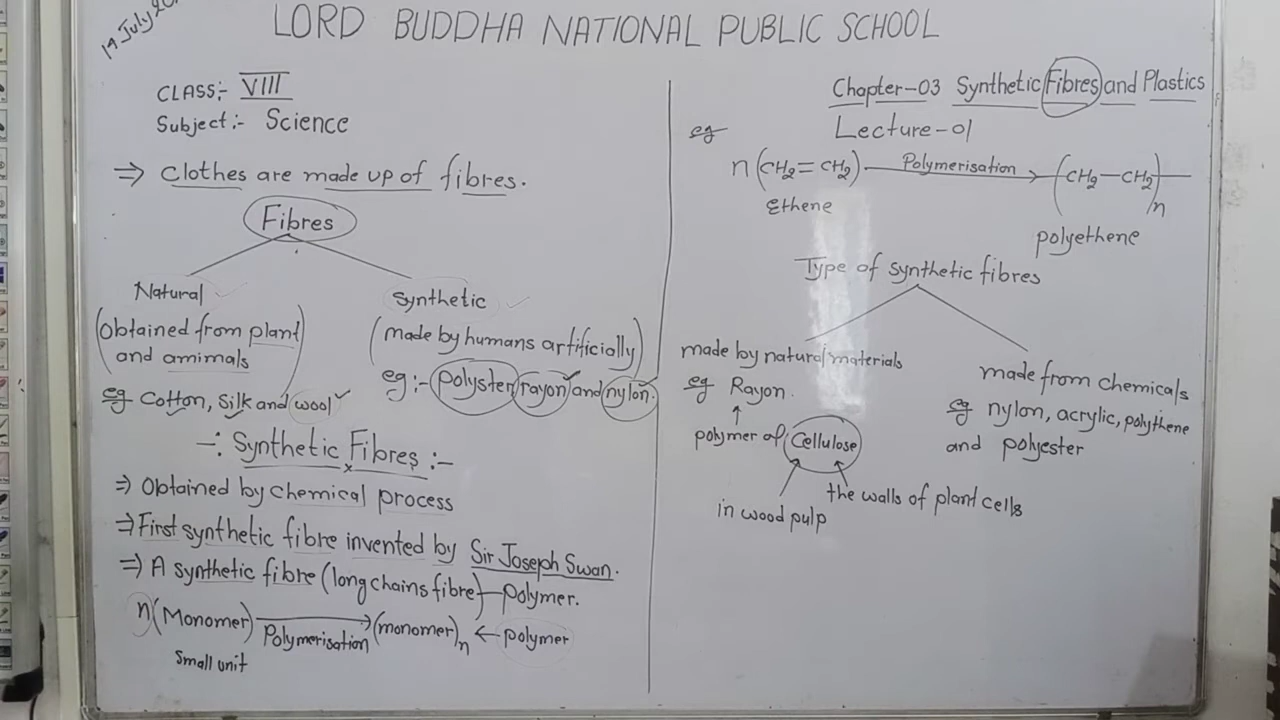 14 July
LORD BUDDHA NATIONAL PUBLIC SCHOOL
CLASS:- VIII
Subject:- Science
⇒ Clothes are made up of fibres.
Fibres
Natural
(Obtained from plant
and amimals)
eg Cotton, Silk and wool
Synthetic
(made by humans artificially)
eg:- polyster, rayon and nylon.
-: Synthetic Fibres :-
⇒ Obtained by chemical process
⇒ First synthetic fibre invented by Sir Joseph Swan.
⇒ A synthetic fibre (long chains fibre) — polymer.
n(Monomer) Polymerisation → (monomer)n ← polymer
Small unit
Chapter-03 Synthetic Fibres and Plastics
Lecture-01
eg
n(CH2=CH2) Polymerisation → (CH2—CH2)n
Ethene
polyethene
Type of synthetic fibres
made by natural materials
eg Rayon.
↑
polymer of Cellulose
in wood pulp
the walls of plant cells
made from chemicals
eg nylon, acrylic, polythene
and polyester